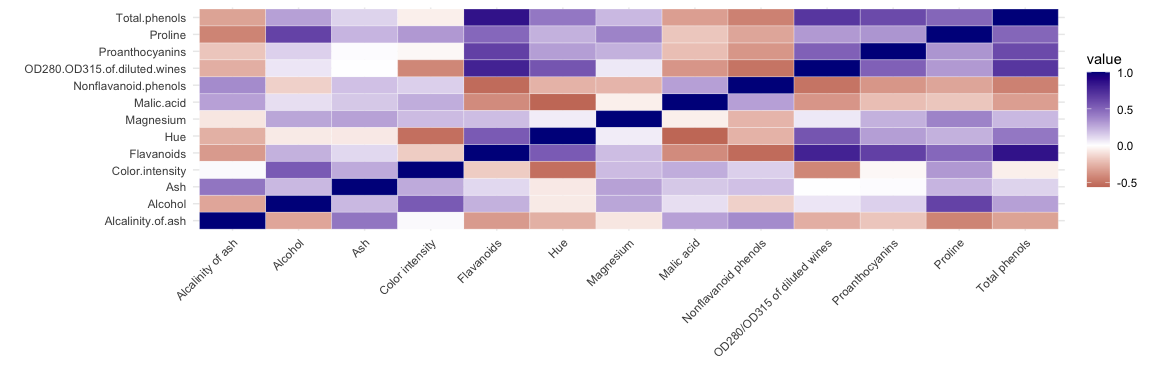 Total.phenols
Proline
Proanthocyanins
OD280.OD315.of.diluted.wines
Nonflavanoid.phenols
Malic.acid
Magnesium
Hue
Flavanoids
Color.intensity
Ash
Alcohol
Alcalinity.of.ash
Alcalinity of ash
Alcohol
Ash
Color intensity
Flavanoids
Hue
Magnesium
Malic acid
Nonflavanoid phenols
OD280/OD315 of diluted wines
Proanthocyanins
Proline
Total phenols
value
1.0
0.5
0.0
-0.5